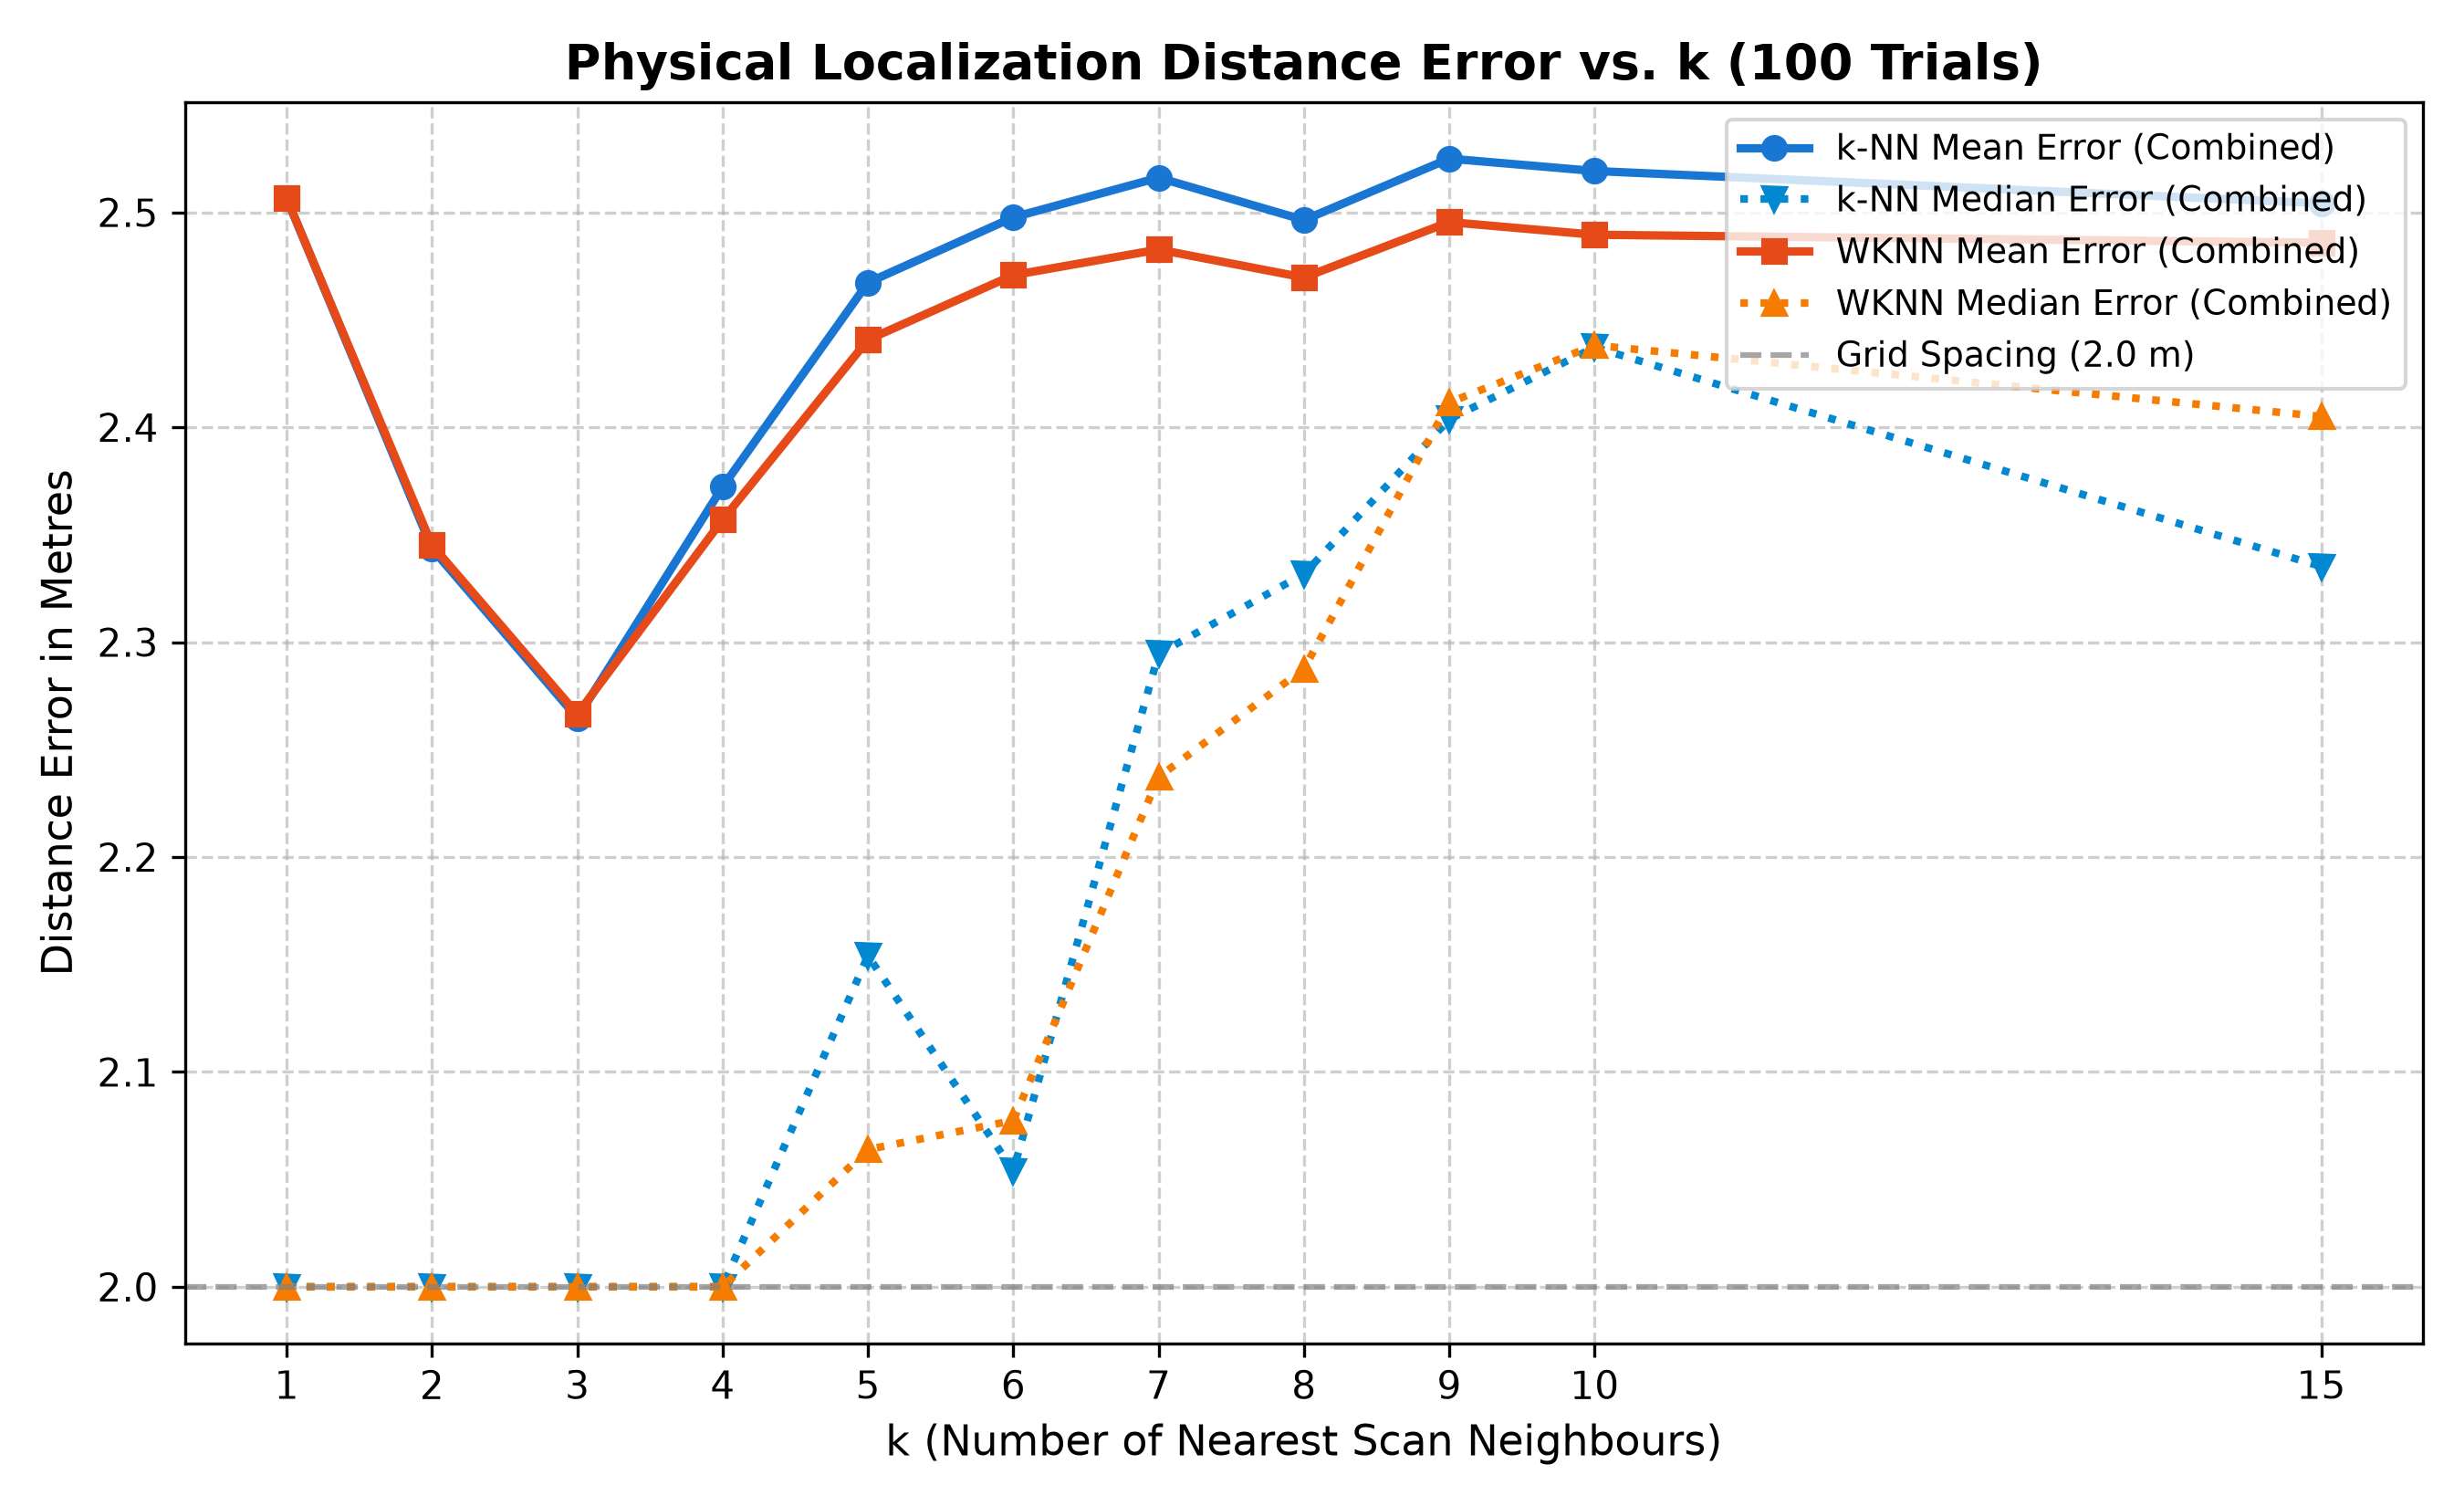 Physical Localization Distance Error vs. k (100 Trials)
k-NN Mean Error (Combined)
k-NN Median Error (Combined)
WKNN Mean Error (Combined)
WKNN Median Error (Combined)
Grid Spacing (2.0 m)
Distance Error in Metres
2.5
2.4
2.3
2.2
2.1
2.0
1 2 3 4 5 6 7 8 9 10 15
k (Number of Nearest Scan Neighbours)